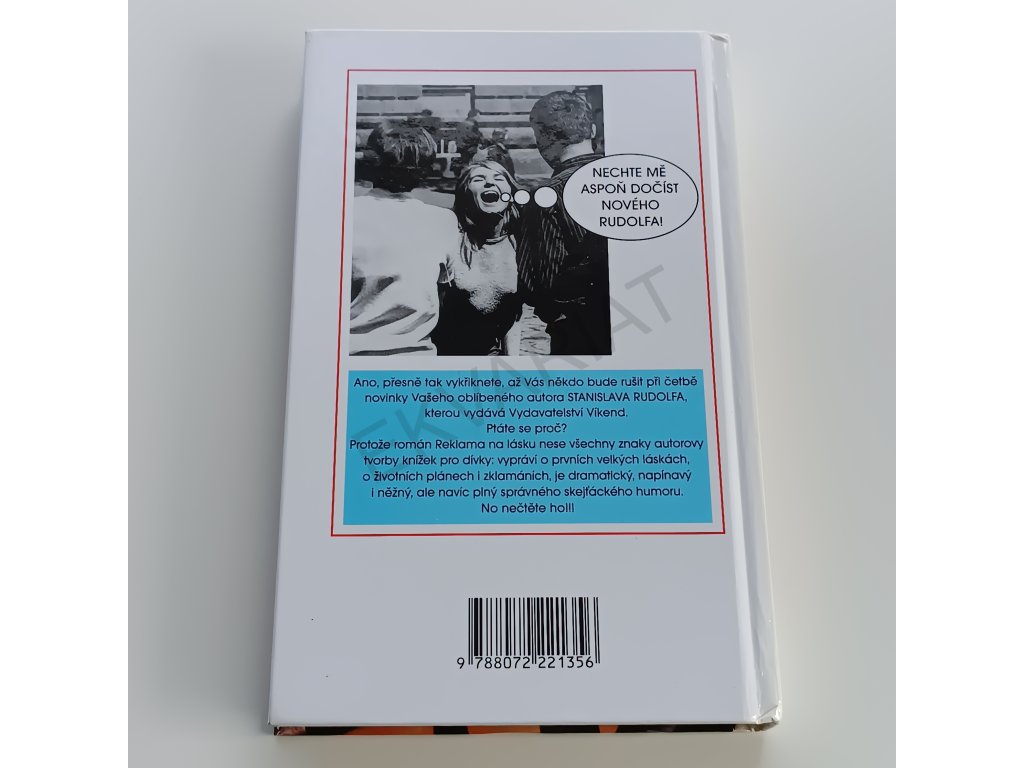 NECHTE MĚ
ASPOŇ DOČÍST
NOVÉHO
RUDOLFA!
Ano, přesně tak vykřiknete, až Vás někdo bude rušit při četbě
novinky Vašeho oblíbeného autora STANISLAVA RUDOLFA,
kterou vydává Vydavatelství Víkend.
Ptáte se proč?
Protože román Reklama na lásku nese všechny znaky autorovy
tvorby knížek pro dívky: vypráví o prvních velkých láskách,
o životních plánech i zklamáních, je dramatický, napínavý
i něžný, ale navíc plný správného skejťáckého humoru.
No nečtěte ho!!!
9 788072 221356
EKVARIAT